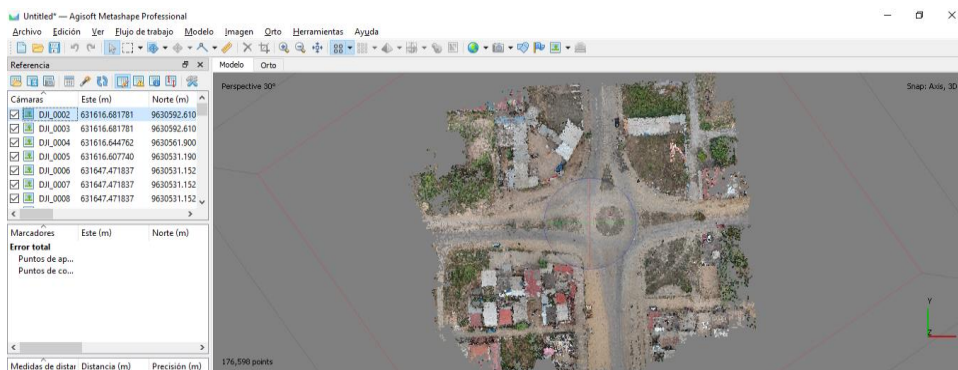 Untitled* — Agisoft Metashape Professional
Archivo Edición Ver Flujo de trabajo Modelo Imagen Orto Herramientas Ayuda
Referencia
Modelo Orto
Perspective 30°
Snap: Axis, 3D
Cámaras Este (m) Norte (m)
DJI_0002 631616.681781 9630592.610
DJI_0003 631616.681781 9630592.610
DJI_0004 631616.644762 9630561.900
DJI_0005 631616.607740 9630531.190
DJI_0006 631647.471837 9630531.152
DJI_0007 631647.471837 9630531.152
DJI_0008 631647.471837 9630531.152
Marcadores Este (m) Norte (m)
Error total
Puntos de ap...
Puntos de co...
Y
176,590 points
Medidas de distar Distancia (m) Precisión (m)